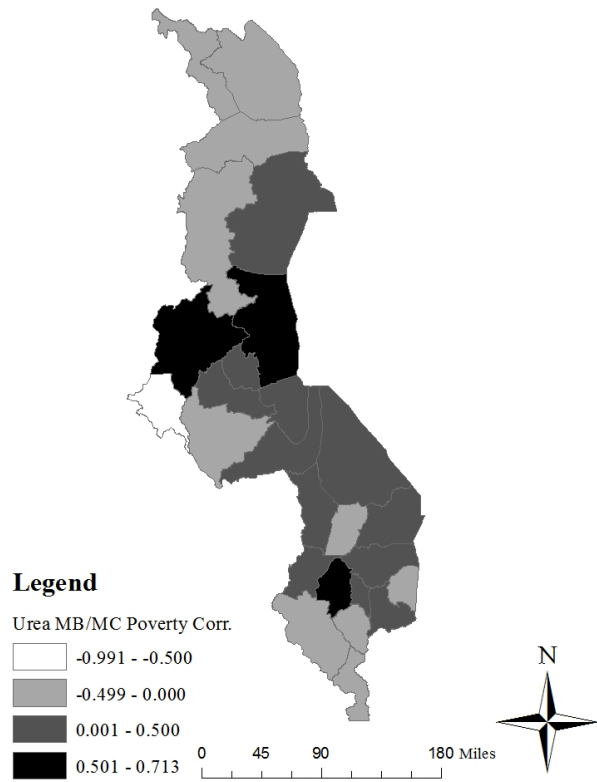 Legend
Urea MB/MC Poverty Corr.
-0.991 - -0.500
-0.499 - 0.000
0.001 - 0.500
0.501 - 0.713
N
0 45 90 180 Miles